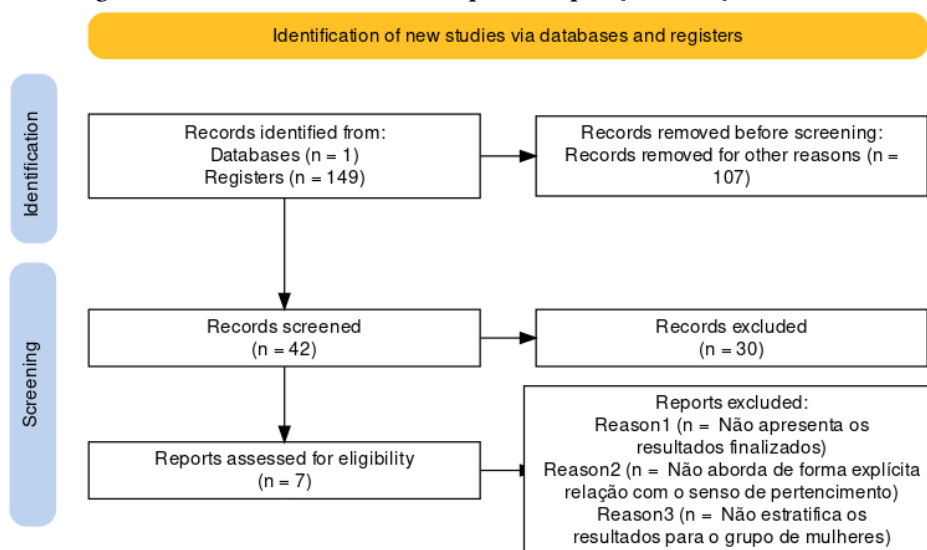 Identification of new studies via databases and registers
Identification
Records identified from:
Databases (n = 1)
Registers (n = 149)
Records removed before screening:
Records removed for other reasons (n =
107)
Screening
Records screened
(n = 42)
Records excluded
(n = 30)
Reports assessed for eligibility
(n = 7)
Reports excluded:
Reason1 (n = Não apresenta os
resultados finalizados)
Reason2 (n = Não aborda de forma explícita
relação com o senso de pertencimento)
Reason3 (n = Não estratifica os
resultados para o grupo de mulheres)